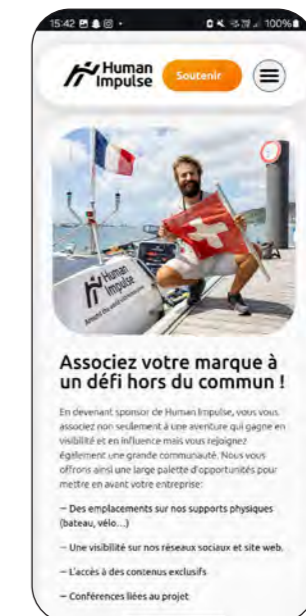 15:42
100%
Human
Impulse
Soutenir
Human
Impulse
Associez votre marque à
un défi hors du commun !
En devenant sponsor de Human Impulse, vous vous
associez non seulement à une aventure qui gagne en
visibilité et en influence mais vous rejoignez
également une grande communauté. Nous vous
offrons ainsi une large palette d'opportunités pour
mettre en avant votre entreprise:
— Des emplacements sur nos supports physiques
(bateau, vélo...)
— Une visibilité sur nos réseaux sociaux et site web.
— L'accès à des contenus exclusifs
— Conférences liées au projet